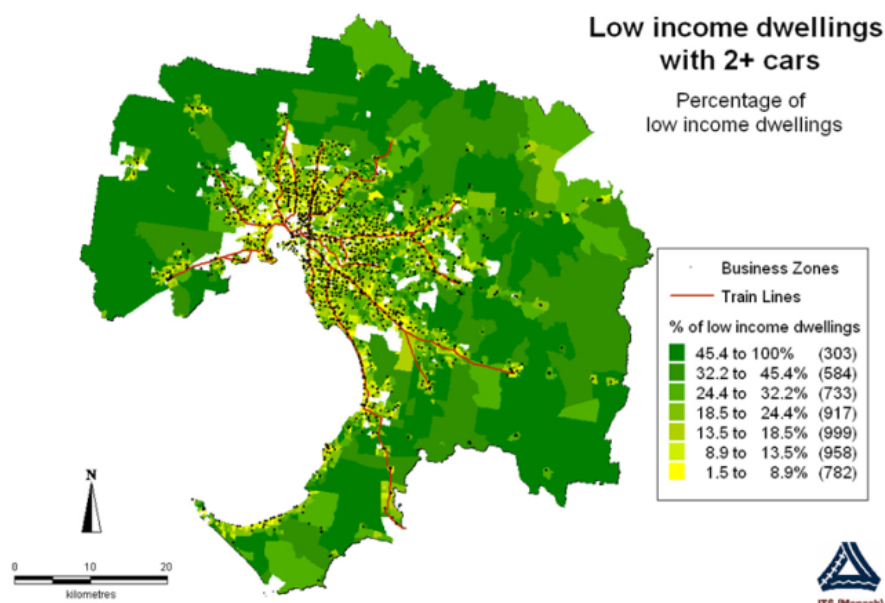 Low income dwellings
with 2+ cars
Percentage of
low income dwellings
Business Zones
Train Lines
% of low income dwellings
45.4 to 100% (303)
32.2 to 45.4% (584)
24.4 to 32.2% (733)
18.5 to 24.4% (917)
13.5 to 18.5% (999)
8.9 to 13.5% (958)
1.5 to 8.9% (782)
N
0 10 20
kilometres